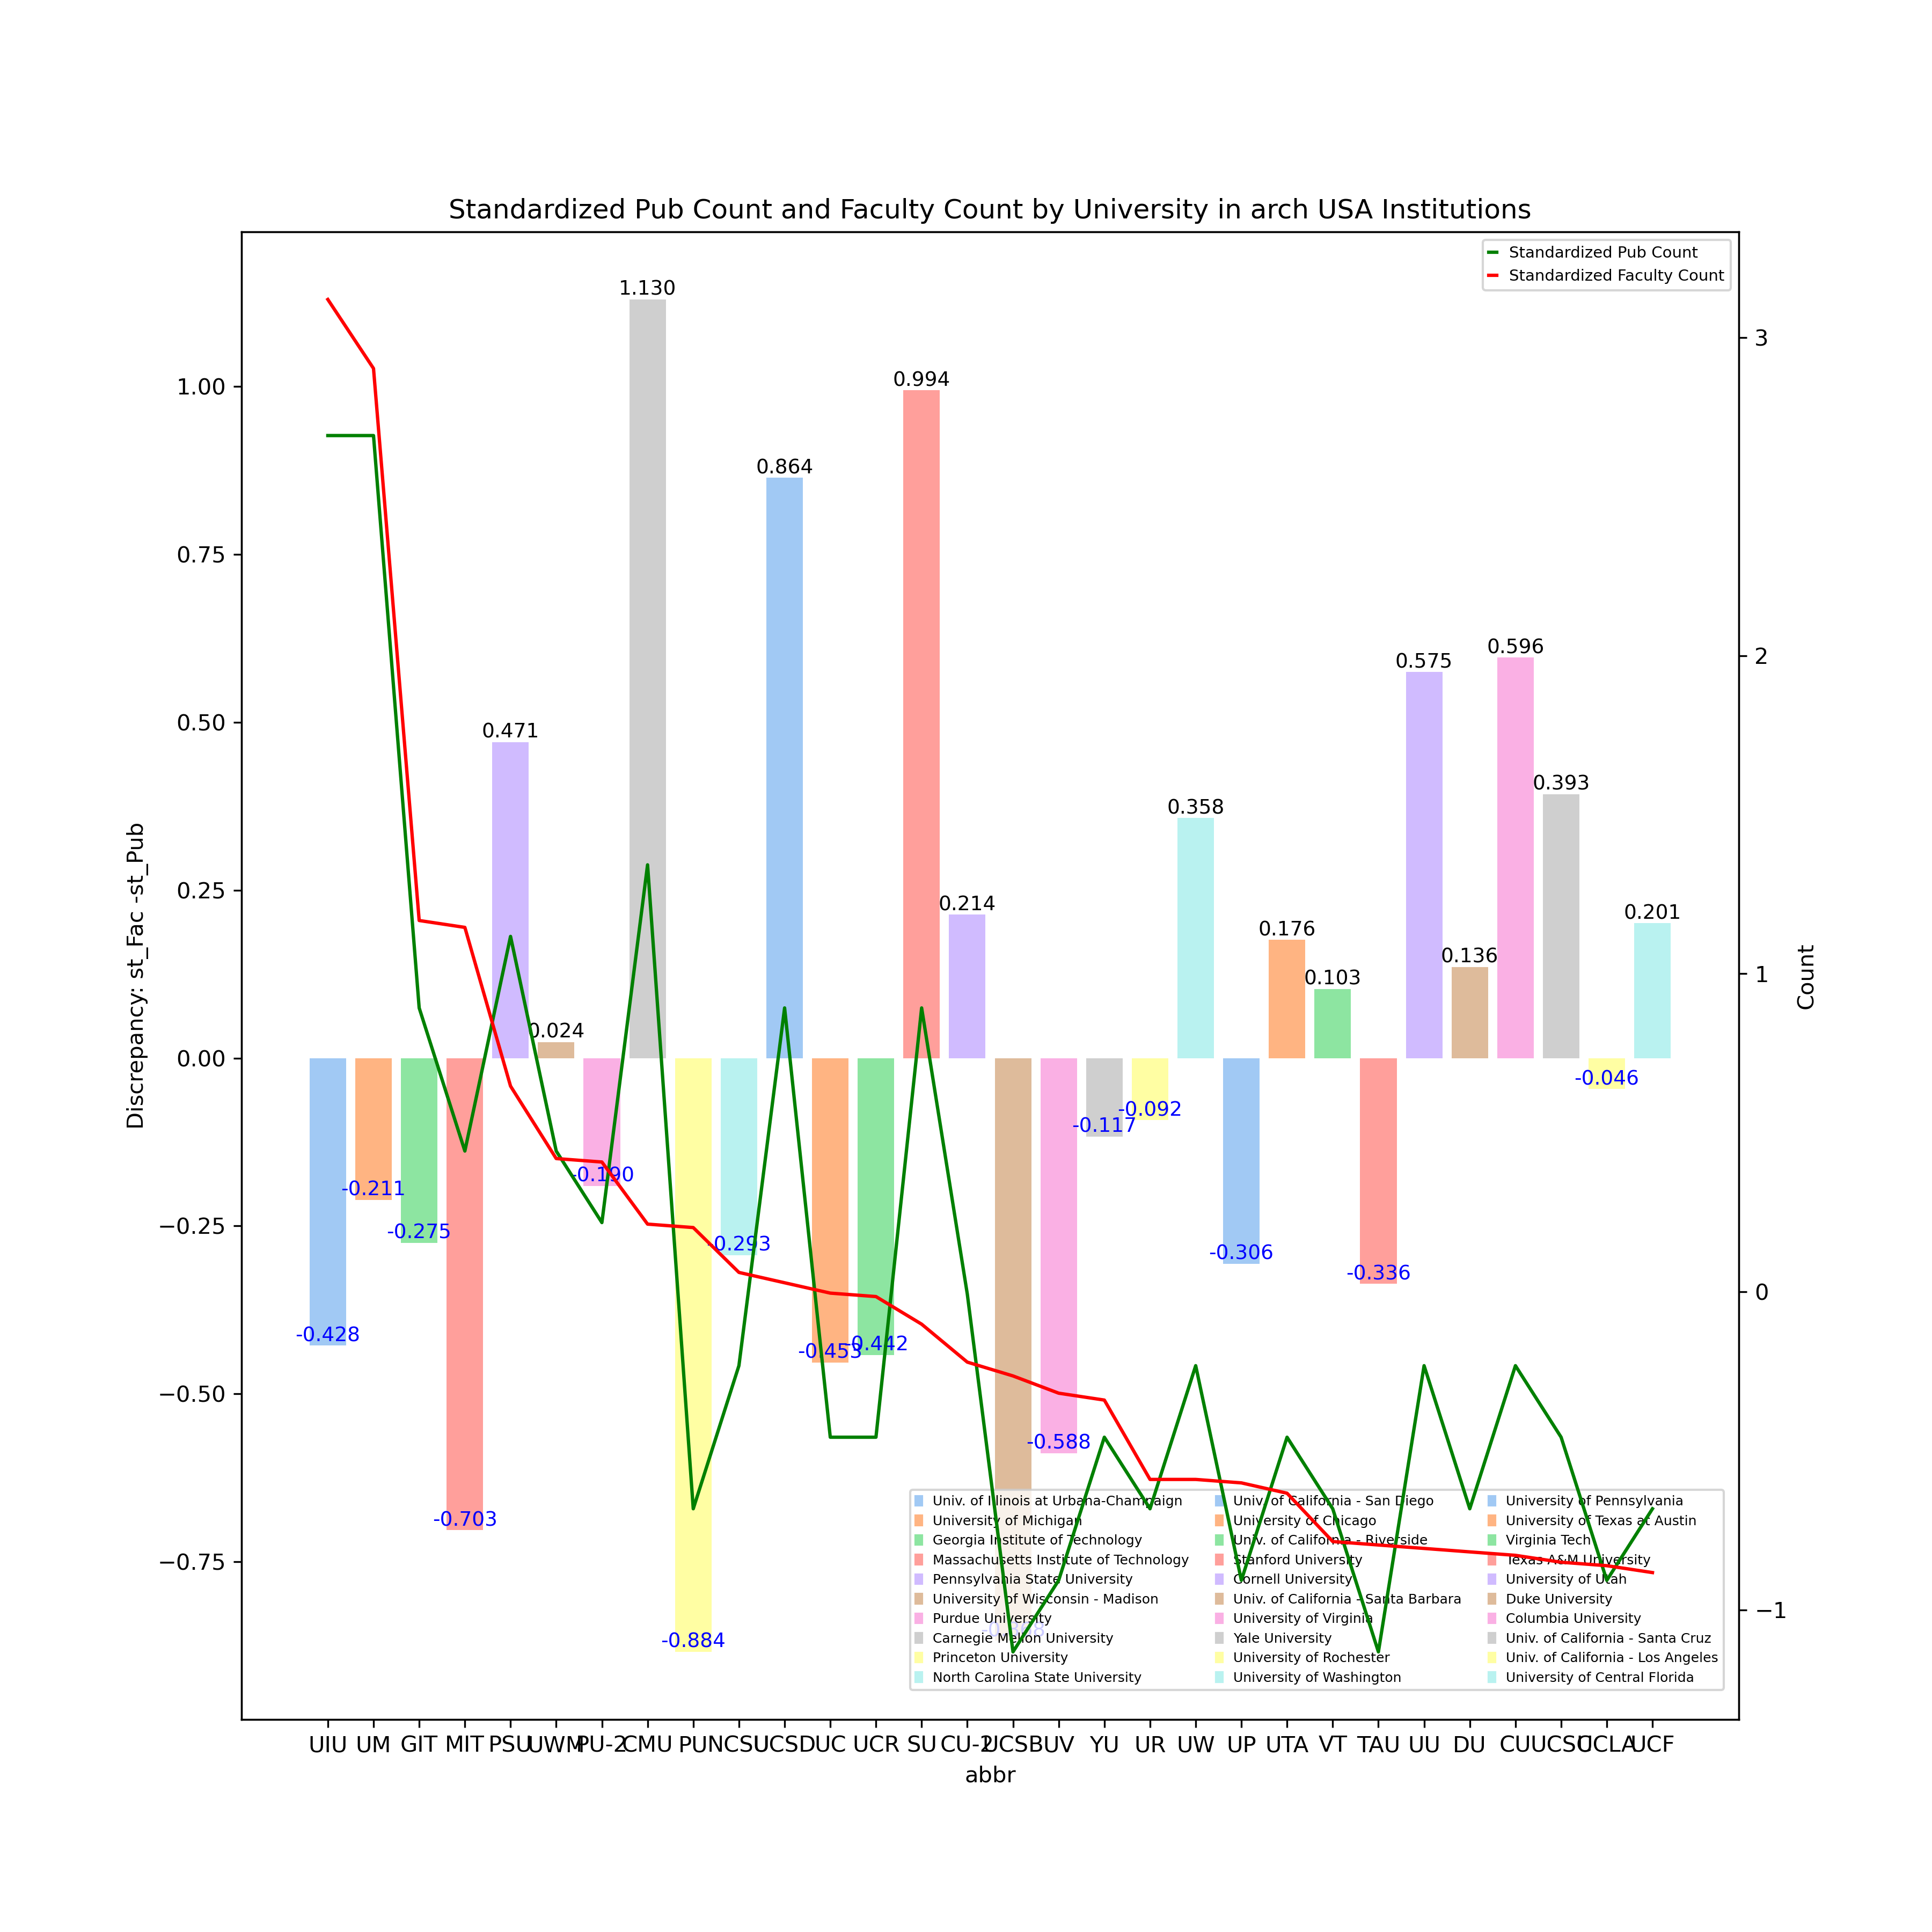 Standardized Pub Count and Faculty Count by University in arch USA Institutions
Standardized Pub Count
Standardized Faculty Count
1.130
0.994
0.864
0.596
0.575
0.471
0.393
0.358
0.214
0.201
0.176
0.136
0.103
0.024
-0.046
-0.092
-0.117
-0.190
-0.211
-0.275
-0.293
-0.306
-0.336
-0.428
-0.442
-0.453
-0.588
-0.703
-0.884
1.00
0.75
0.50
0.25
0.00
−0.25
−0.50
−0.75
Discrepancy: st_Fac -st_Pub
3
2
1
0
−1
Count
Univ. of Illinois at Urbana-Champaign
University of Michigan
Georgia Institute of Technology
Massachusetts Institute of Technology
Pennsylvania State University
University of Wisconsin - Madison
Purdue University
Carnegie Mellon University
Princeton University
North Carolina State University
Univ. of California - San Diego
University of Chicago
Univ. of California - Riverside
Stanford University
Cornell University
Univ. of California - Santa Barbara
University of Virginia
Yale University
University of Rochester
University of Washington
University of Pennsylvania
University of Texas at Austin
Virginia Tech
Texas A&M University
University of Utah
Duke University
Columbia University
Univ. of California - Santa Cruz
Univ. of California - Los Angeles
University of Central Florida
UIU UM GIT MIT PSU UWM PU-2 CMU PU NCSU UCSD UC UCR SU CU-2 UCSB UV YU UR UW UP UTA VT TAU UU DU CU UCSC UCLA UCF
abbr